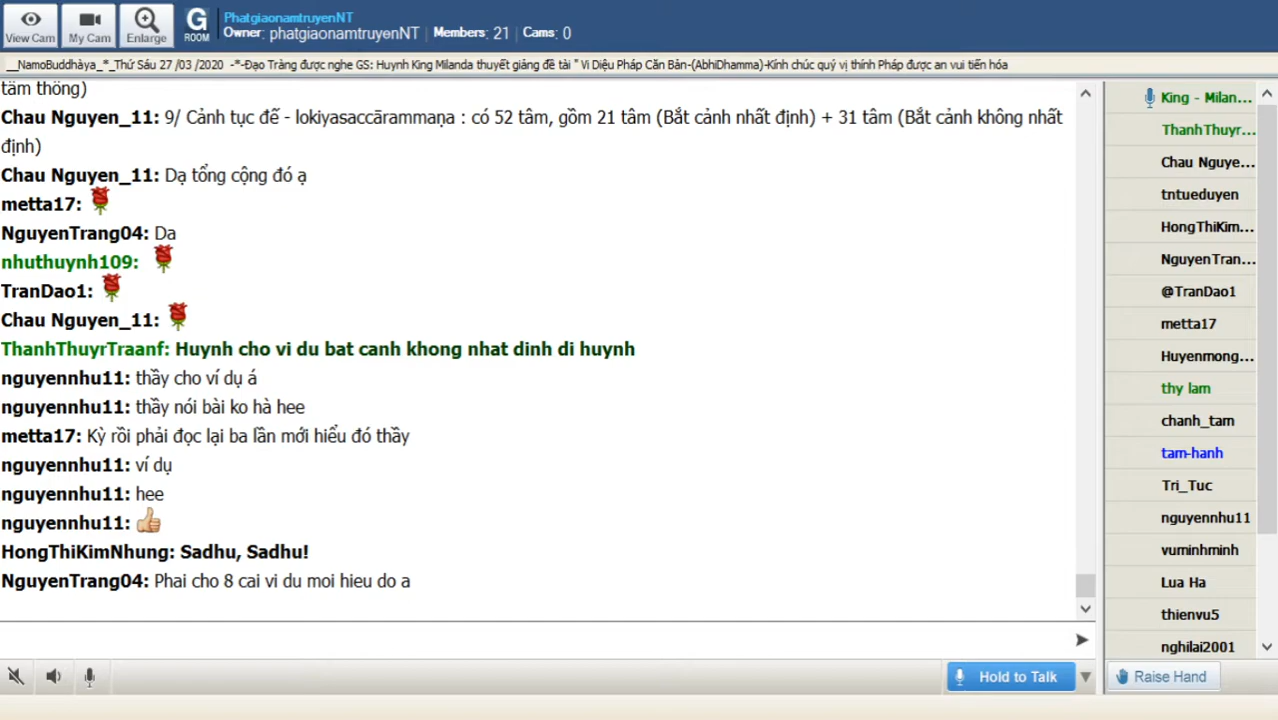 View Cam
My Cam
Enlarge
G
ROOM
PhatgiaonamtruyenNT
Owner: phatgiaonamtruyenNT | Members: 21 | Cams: 0
__NamoBuddhàya_*_Thứ Sáu 27 /03 /2020 -*-Đạo Tràng được nghe GS: Huynh King Milanda thuyết giảng đề tài " Vi Diệu Pháp Căn Bản-(AbhiDhamma)-Kính chúc quý vị thính Pháp được an vui tiến hóa
tâm thông)
Chau Nguyen_11: 9/ Cảnh tục đế - lokiyasaccārammaṇa : có 52 tâm, gồm 21 tâm (Bắt cảnh nhất định) + 31 tâm (Bắt cảnh không nhất
định)
Chau Nguyen_11: Dạ tổng cộng đó ạ
metta17:
NguyenTrang04: Da
nhuthuynh109:
TranDao1:
Chau Nguyen_11:
ThanhThuyrTraanf: Huynh cho vi du bat canh khong nhat dinh di huynh
nguyennhu11: thầy cho ví dụ á
nguyennhu11: thầy nói bài ko hà hee
metta17: Kỳ rồi phải đọc lại ba lần mới hiểu đó thầy
nguyennhu11: ví dụ
nguyennhu11: hee
nguyennhu11:
HongThiKimNhung: Sadhu, Sadhu!
NguyenTrang04: Phai cho 8 cai vi du moi hieu do a
King - Milan...
ThanhThuyr...
Chau Nguye...
tntueduyen
HongThiKim...
NguyenTran...
@TranDao1
metta17
Huyenmong...
thy lam
chanh_tam
tam-hanh
Tri_Tuc
nguyennhu11
vuminhminh
Lua Ha
thienvu5
nghilai2001
Hold to Talk
Raise Hand